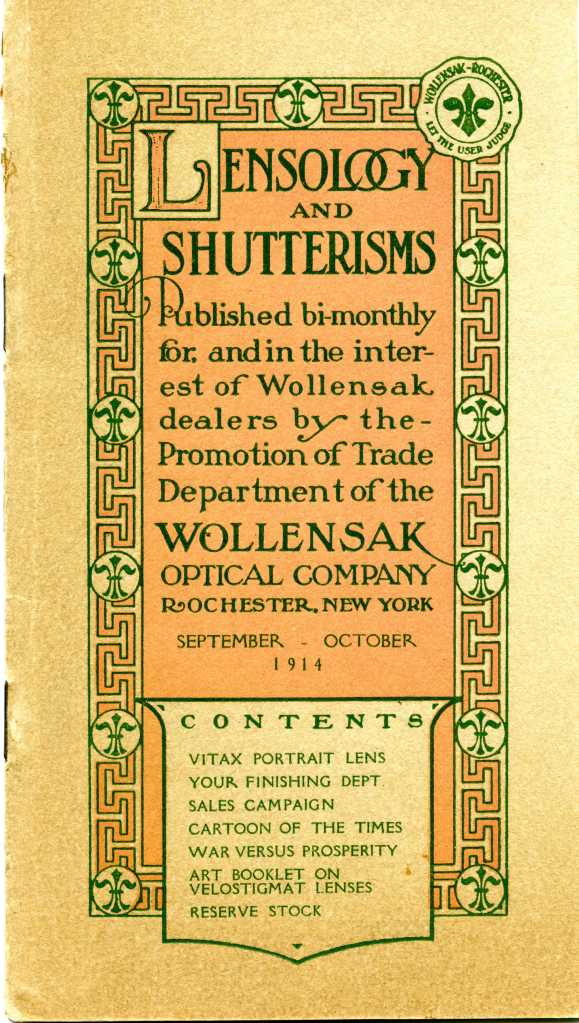 WOLLENSAK-ROCHESTER
· LET THE USER JUDGE ·
LENSOLOGY
AND
SHUTTERISMS
Published bi-monthly
for, and in the inter-
est of Wollensak
dealers by the-
Promotion of Trade
Department of the
WOLLENSAK
OPTICAL COMPANY
ROCHESTER, NEW YORK
SEPTEMBER - OCTOBER
1914
CONTENTS
VITAX PORTRAIT LENS
YOUR FINISHING DEPT.
SALES CAMPAIGN
CARTOON OF THE TIMES
WAR VERSUS PROSPERITY
ART BOOKLET ON
VELOSTIGMAT LENSES
RESERVE STOCK